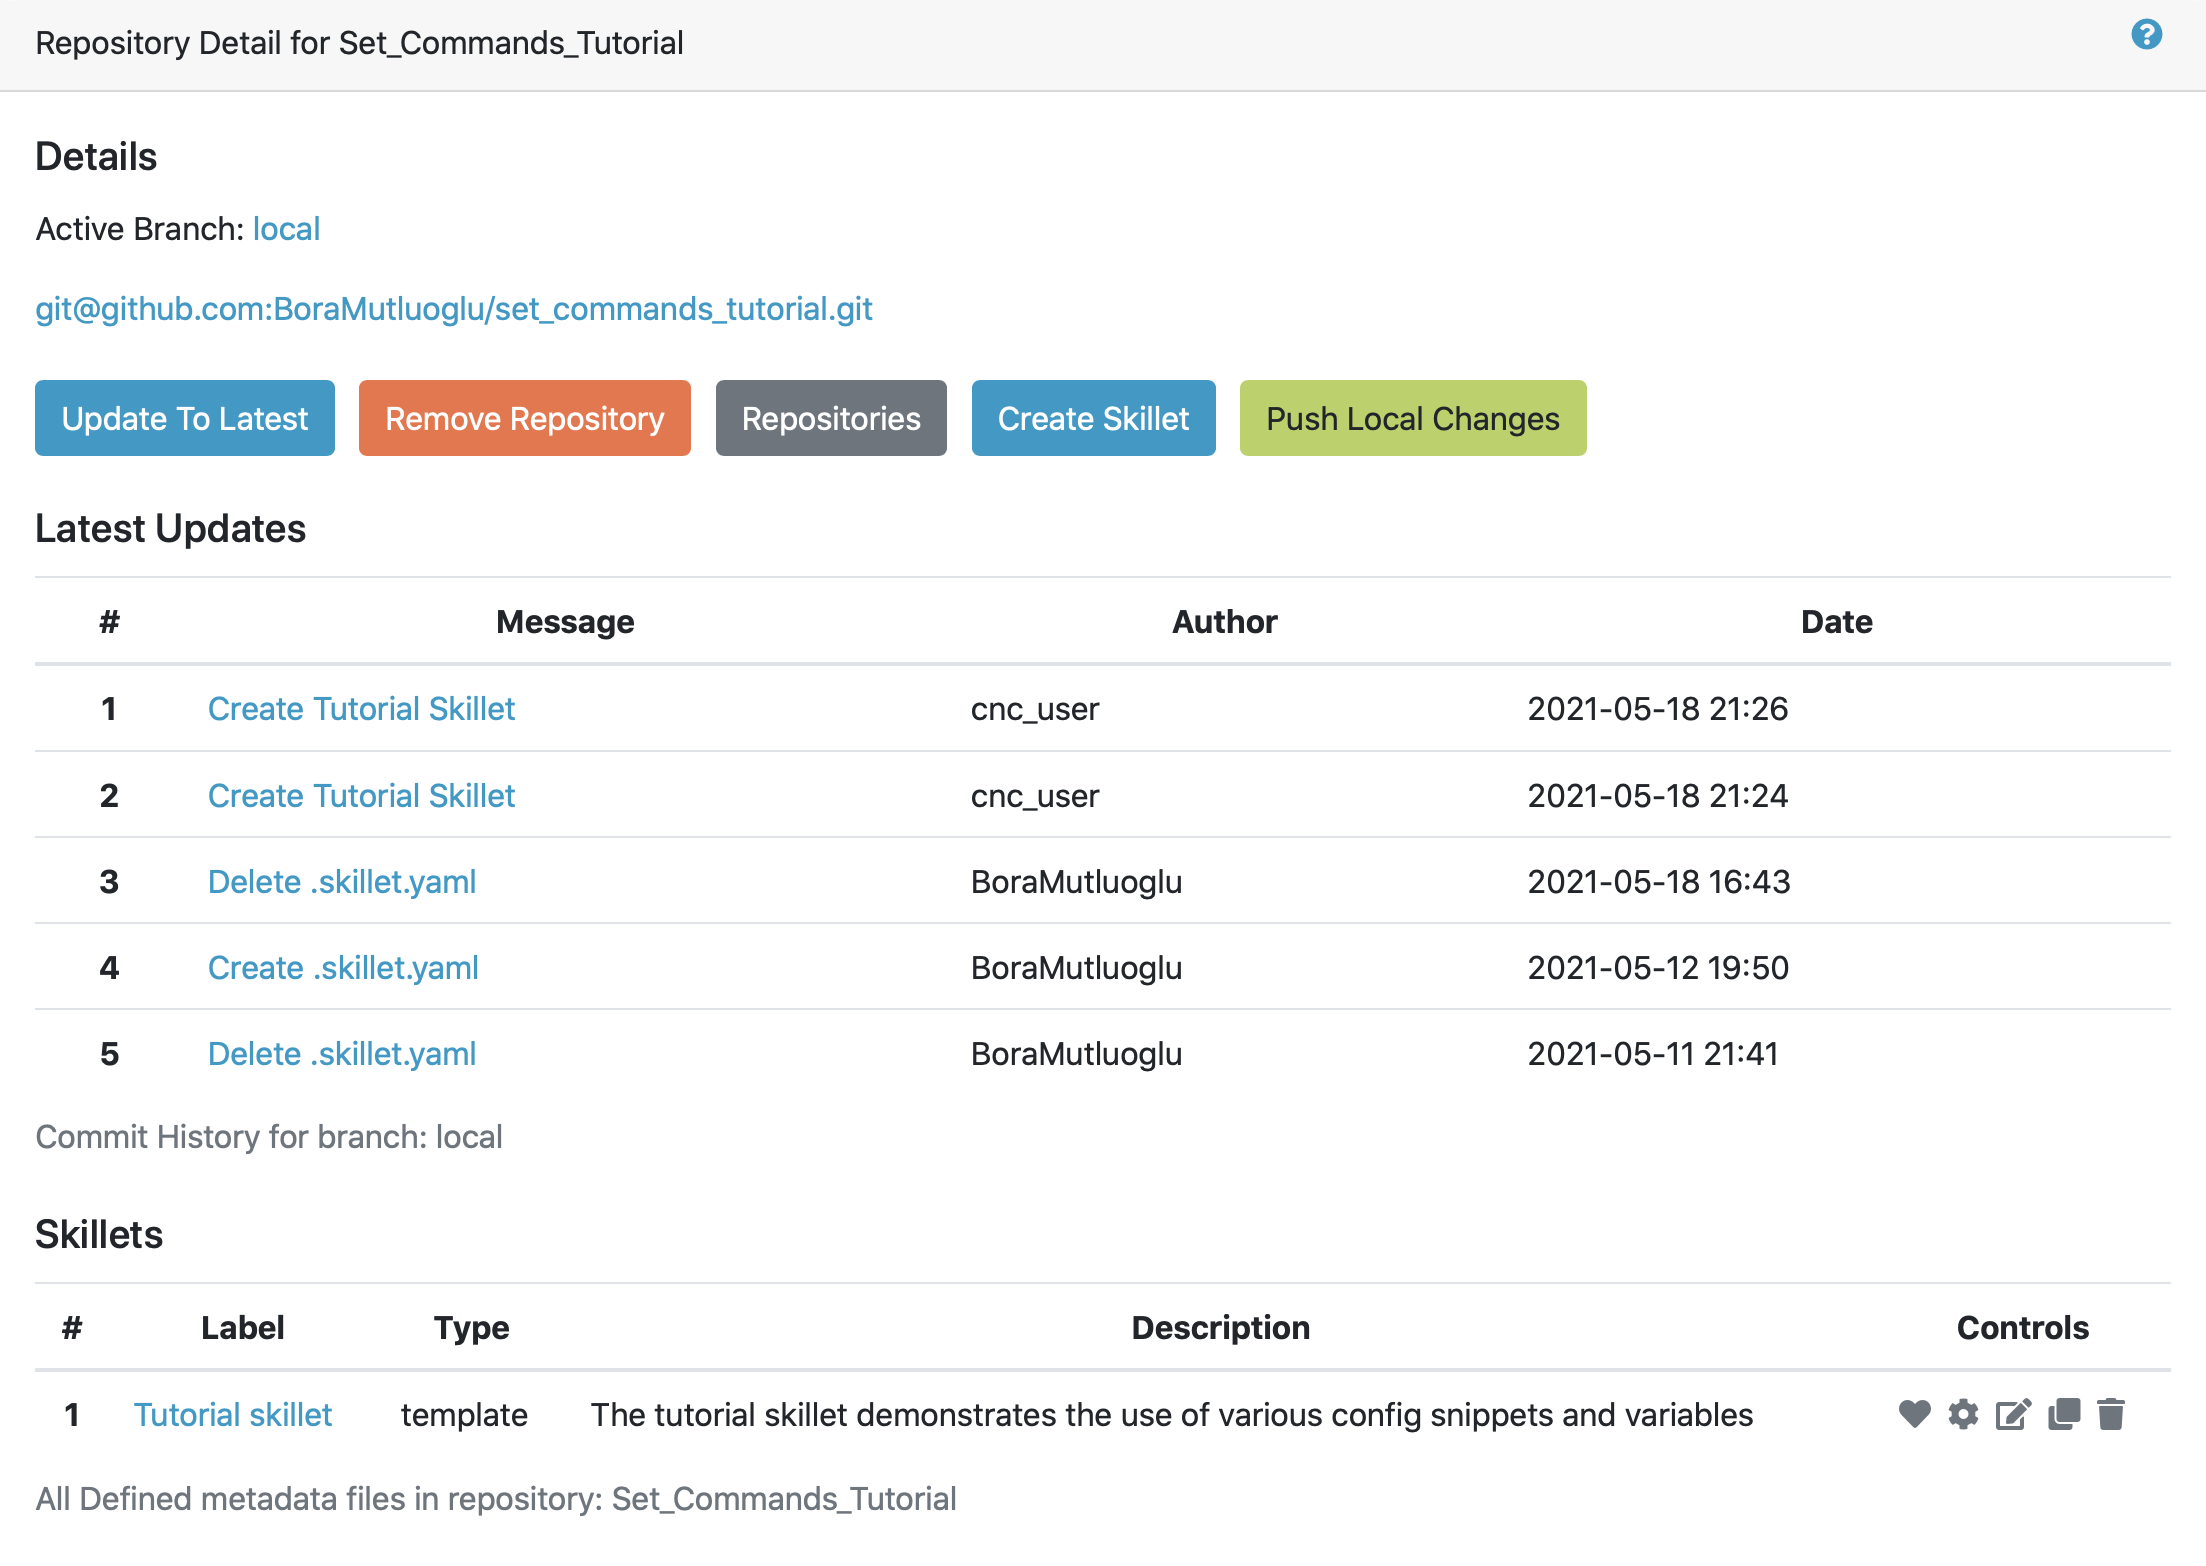 Repository Detail for Set_Commands_Tutorial ?
Details
Active Branch: local
git@github.com:BoraMutluoglu/set_commands_tutorial.git
Update To Latest Remove Repository Repositories Create Skillet Push Local Changes
Latest Updates
# Message Author Date
1 Create Tutorial Skillet cnc_user 2021-05-18 21:26
2 Create Tutorial Skillet cnc_user 2021-05-18 21:24
3 Delete .skillet.yaml BoraMutluoglu 2021-05-18 16:43
4 Create .skillet.yaml BoraMutluoglu 2021-05-12 19:50
5 Delete .skillet.yaml BoraMutluoglu 2021-05-11 21:41
Commit History for branch: local
Skillets
# Label Type Description Controls
1 Tutorial skillet template The tutorial skillet demonstrates the use of various config snippets and variables
All Defined metadata files in repository: Set_Commands_Tutorial